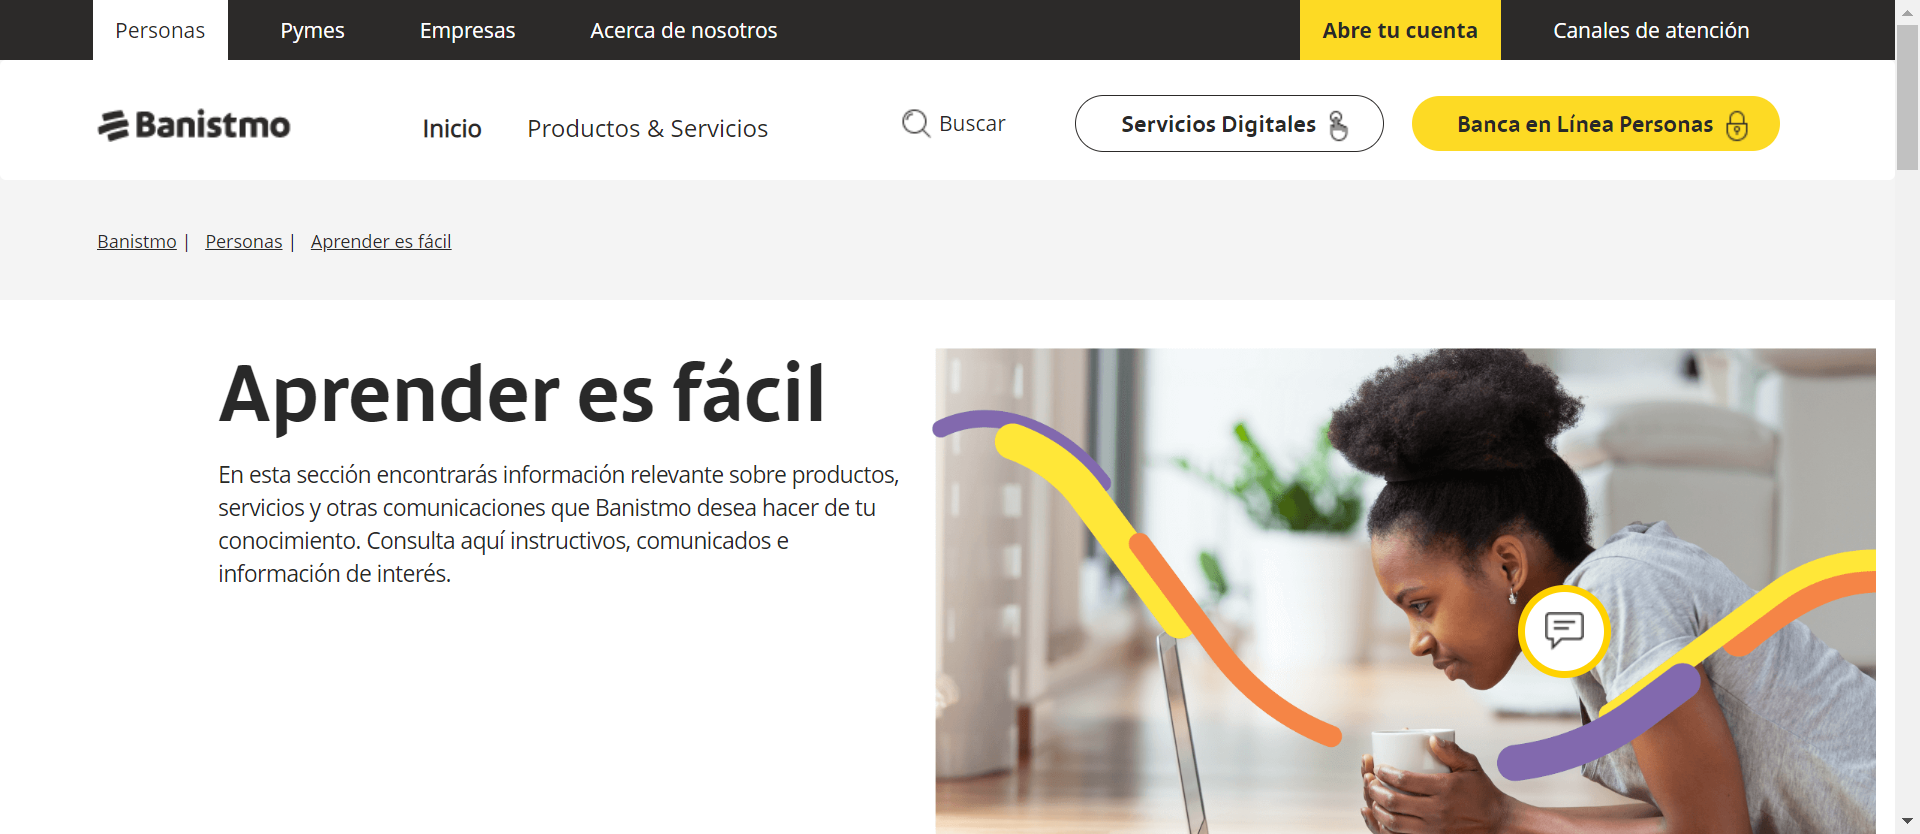 Personas Pymes Empresas Acerca de nosotros Abre tu cuenta Canales de atención
Banistmo Inicio Productos & Servicios Buscar Servicios Digitales Banca en Línea Personas
Banistmo | Personas | Aprender es fácil
Aprender es fácil
En esta sección encontrarás información relevante sobre productos,
servicios y otras comunicaciones que Banistmo desea hacer de tu
conocimiento. Consulta aquí instructivos, comunicados e
información de interés.